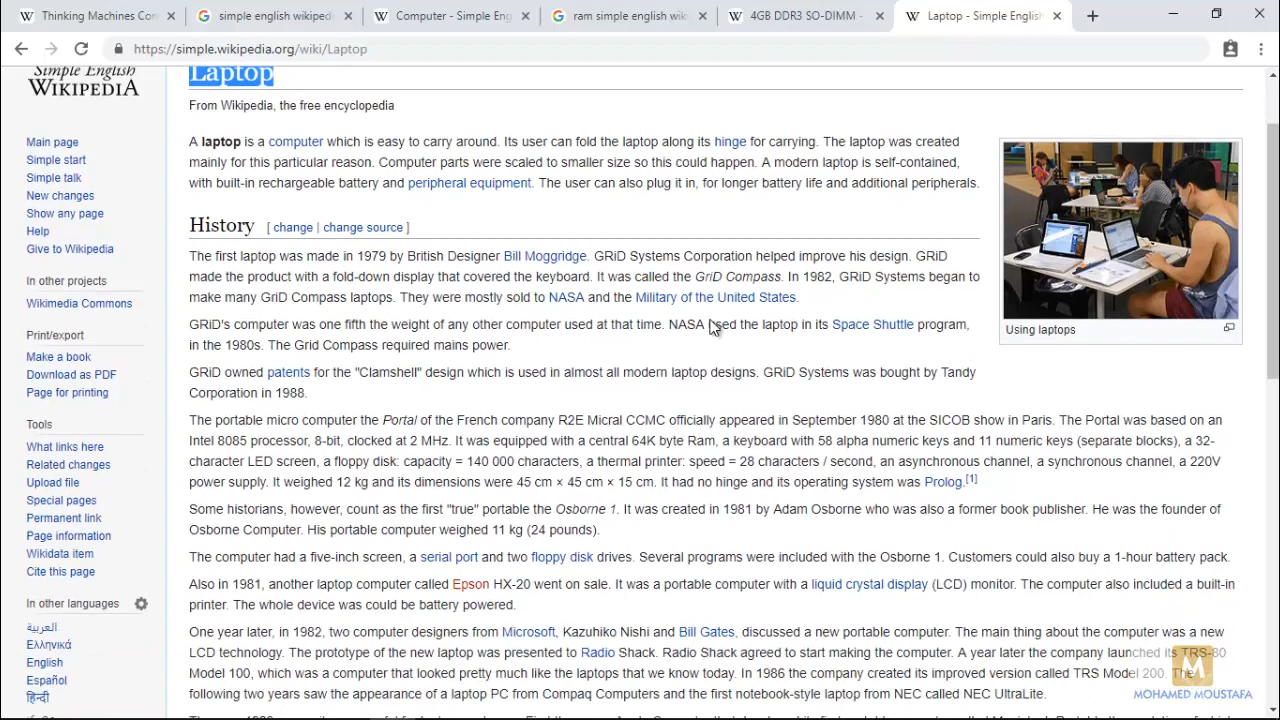 Thinking Machines Co
simple english wikiped
Computer - Simple Eng
ram simple english wiki
4GB DDR3 SO-DIMM -
Laptop - Simple English
https://simple.wikipedia.org/wiki/Laptop
Simple English
WIKIPEDIA
Main page
Simple start
Simple talk
New changes
Show any page
Help
Give to Wikipedia
In other projects
Wikimedia Commons
Print/export
Make a book
Download as PDF
Page for printing
Tools
What links here
Related changes
Upload file
Special pages
Permanent link
Page information
Wikidata item
Cite this page
In other languages
العربية
Ελληνικά
English
Español
हिन्दी
Laptop
From Wikipedia, the free encyclopedia
A laptop is a computer which is easy to carry around. Its user can fold the laptop along its hinge for carrying. The laptop was created
mainly for this particular reason. Computer parts were scaled to smaller size so this could happen. A modern laptop is self-contained,
with built-in rechargeable battery and peripheral equipment. The user can also plug it in, for longer battery life and additional peripherals.
Using laptops
History [ change | change source ]
The first laptop was made in 1979 by British Designer Bill Moggridge. GRiD Systems Corporation helped improve his design. GRiD
made the product with a fold-down display that covered the keyboard. It was called the GriD Compass. In 1982, GRiD Systems began to
make many GriD Compass laptops. They were mostly sold to NASA and the Military of the United States.
GRiD's computer was one fifth the weight of any other computer used at that time. NASA used the laptop in its Space Shuttle program,
in the 1980s. The Grid Compass required mains power.
GRiD owned patents for the "Clamshell" design which is used in almost all modern laptop designs. GRiD Systems was bought by Tandy
Corporation in 1988.
The portable micro computer the Portal of the French company R2E Micral CCMC officially appeared in September 1980 at the SICOB show in Paris. The Portal was based on an
Intel 8085 processor, 8-bit, clocked at 2 MHz. It was equipped with a central 64K byte Ram, a keyboard with 58 alpha numeric keys and 11 numeric keys (separate blocks), a 32-
character LED screen, a floppy disk: capacity = 140 000 characters, a thermal printer: speed = 28 characters / second, an asynchronous channel, a synchronous channel, a 220V
power supply. It weighed 12 kg and its dimensions were 45 cm × 45 cm × 15 cm. It had no hinge and its operating system was Prolog.[1]
Some historians, however, count as the first "true" portable the Osborne 1. It was created in 1981 by Adam Osborne who was also a former book publisher. He was the founder of
Osborne Computer. His portable computer weighed 11 kg (24 pounds).
The computer had a five-inch screen, a serial port and two floppy disk drives. Several programs were included with the Osborne 1. Customers could also buy a 1-hour battery pack.
Also in 1981, another laptop computer called Epson HX-20 went on sale. It was a portable computer with a liquid crystal display (LCD) monitor. The computer also included a built-in
printer. The whole device was could be battery powered.
One year later, in 1982, two computer designers from Microsoft, Kazuhiko Nishi and Bill Gates, discussed a new portable computer. The main thing about the computer was a new
LCD technology. The prototype of the new laptop was presented to Radio Shack. Radio Shack agreed to start making the computer. A year later the company launched its TRS-80
Model 100, which was a computer that looked pretty much like the laptops that we know today. In 1986 the company created its improved version called TRS Model 200. The
following two years saw the appearance of a laptop PC from Compaq Computers and the first notebook-style laptop from NEC called NEC UltraLite.
MOHAMED MOUSTAFA